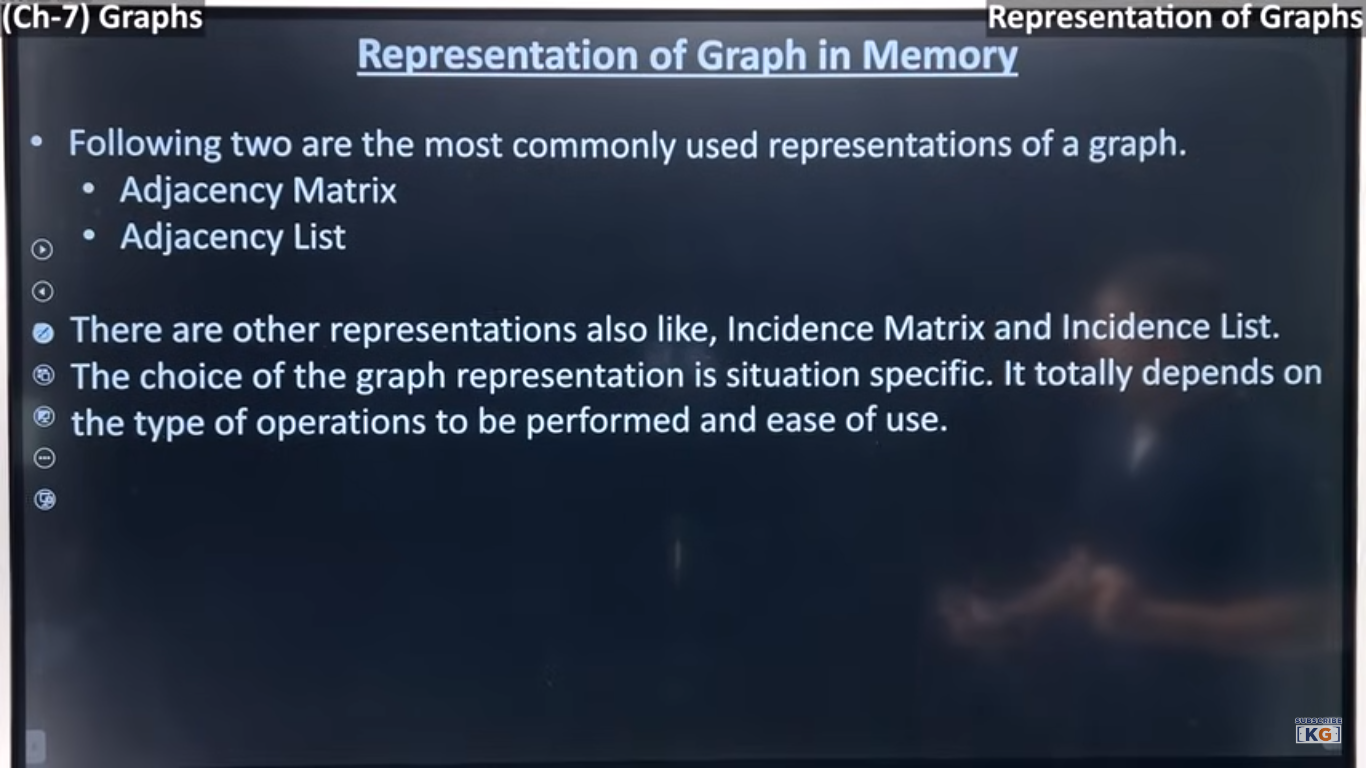 (Ch-7) Graphs
Representation of Graphs
Representation of Graph in Memory
• Following two are the most commonly used representations of a graph.
• Adjacency Matrix
• Adjacency List
There are other representations also like, Incidence Matrix and Incidence List.
The choice of the graph representation is situation specific. It totally depends on
the type of operations to be performed and ease of use.
SUBSCRIBE
KG